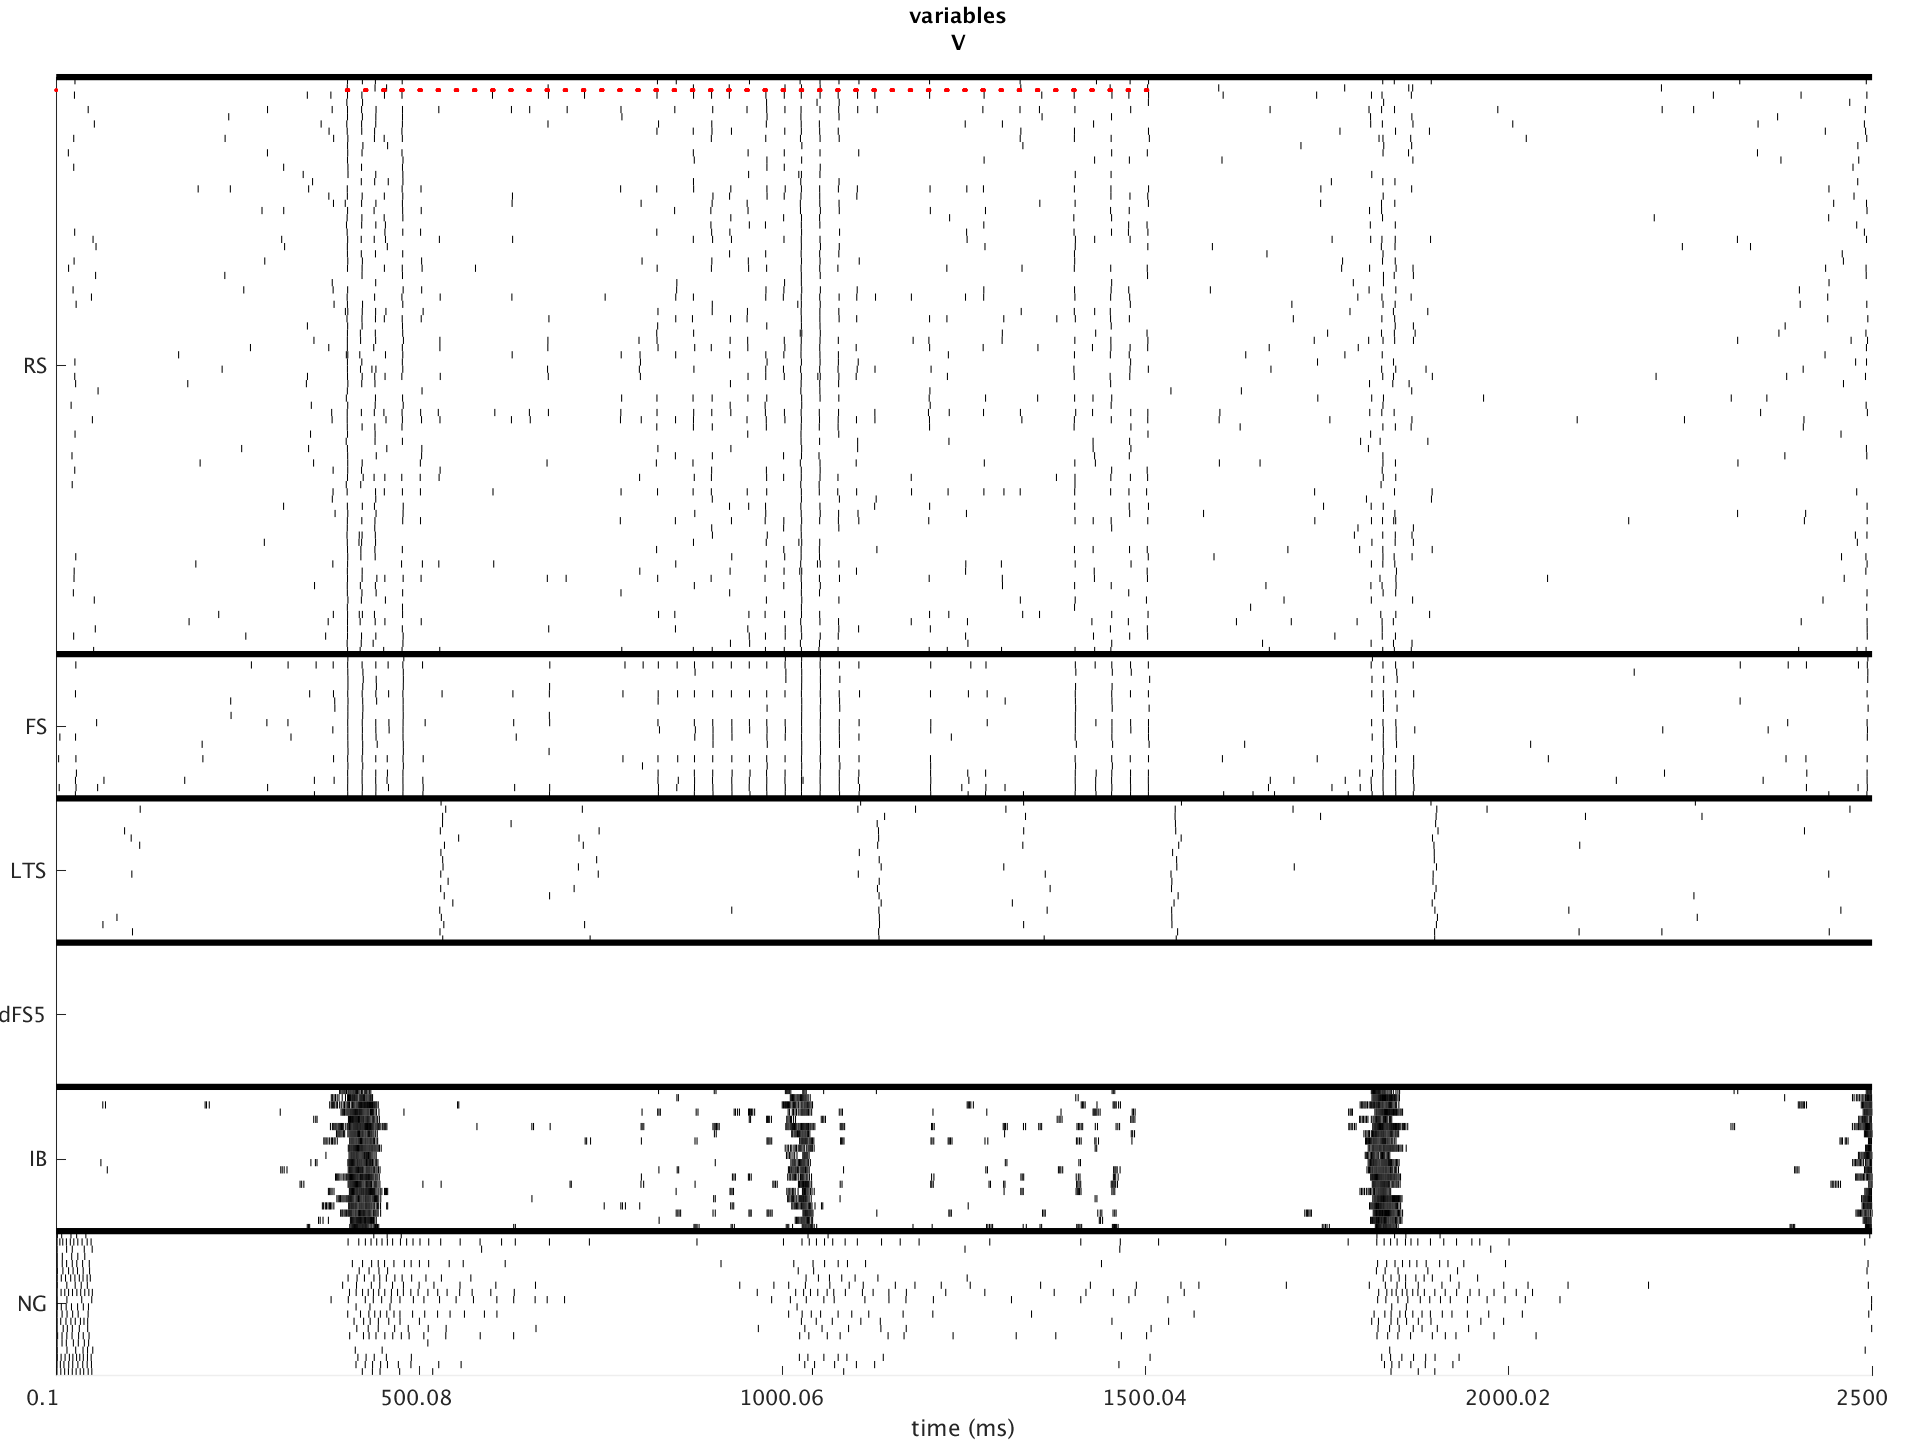 variables
V
RS
FS
LTS
dFS5
IB
NG
0.1
500.08
1000.06
1500.04
2000.02
2500
time (ms)